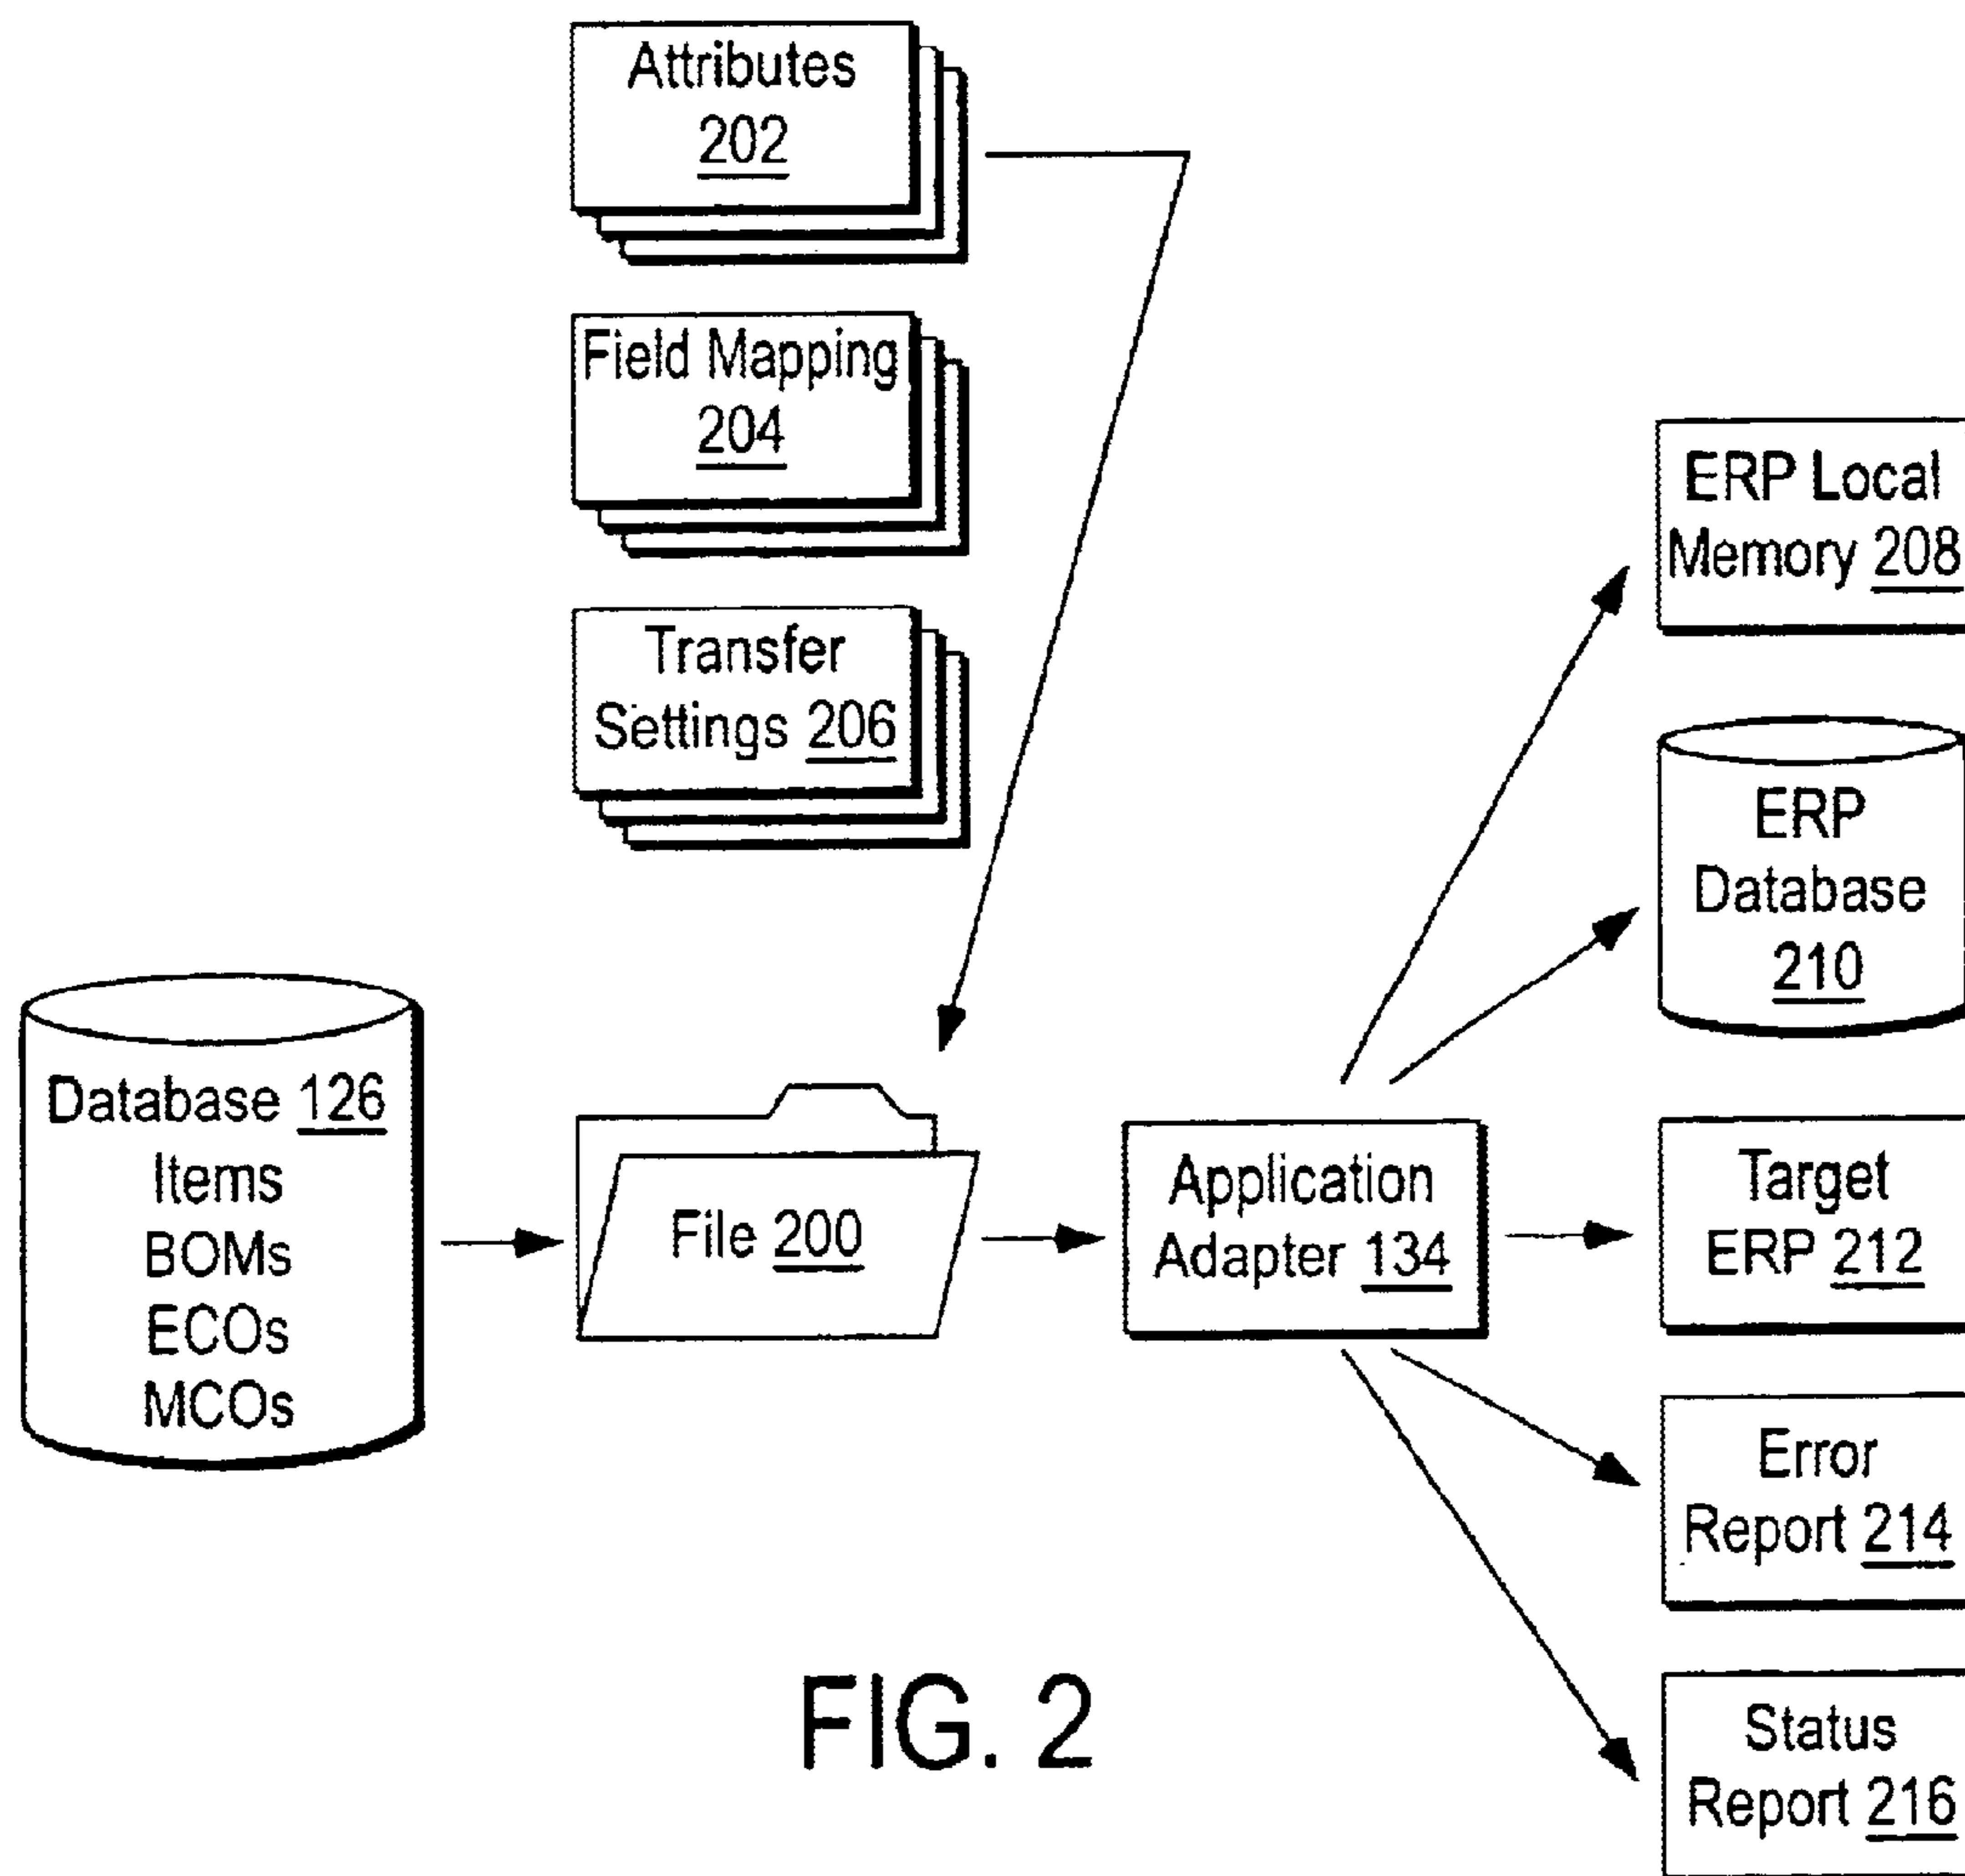 Attributes
202
Field Mapping
204
Transfer
Settings 206
ERP Local
Memory 208
ERP
Database
210
Database 126
Items
BOMs
ECOs
MCOs
File 200
Application
Adapter 134
Target
ERP 212
Error
Report 214
Status
Report 216
FIG. 2